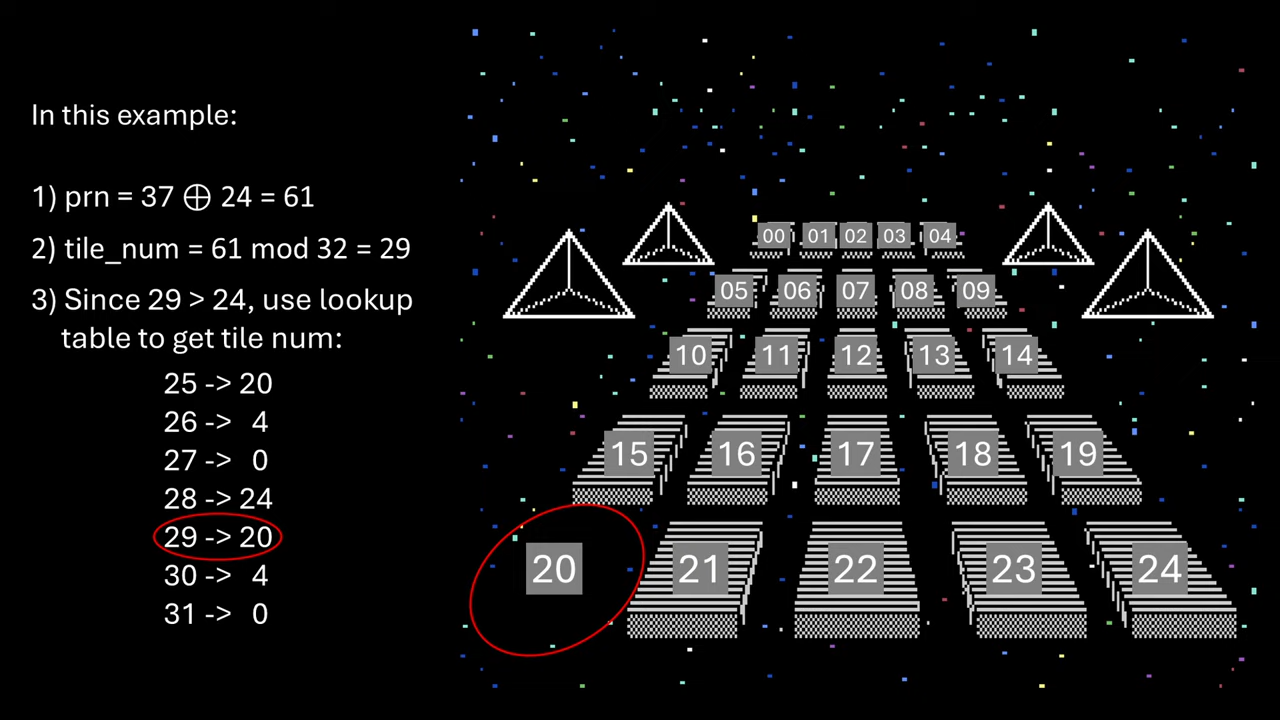 In this example:
1) prn = 37 ⊕ 24 = 61
2) tile_num = 61 mod 32 = 29
3) Since 29 > 24, use lookup
table to get tile num:
25 -> 20
26 -> 4
27 -> 0
28 -> 24
29 -> 20
30 -> 4
31 -> 0
00 01 02 03 04
05 06 07 08 09
10 11 12 13 14
15 16 17 18 19
20 21 22 23 24